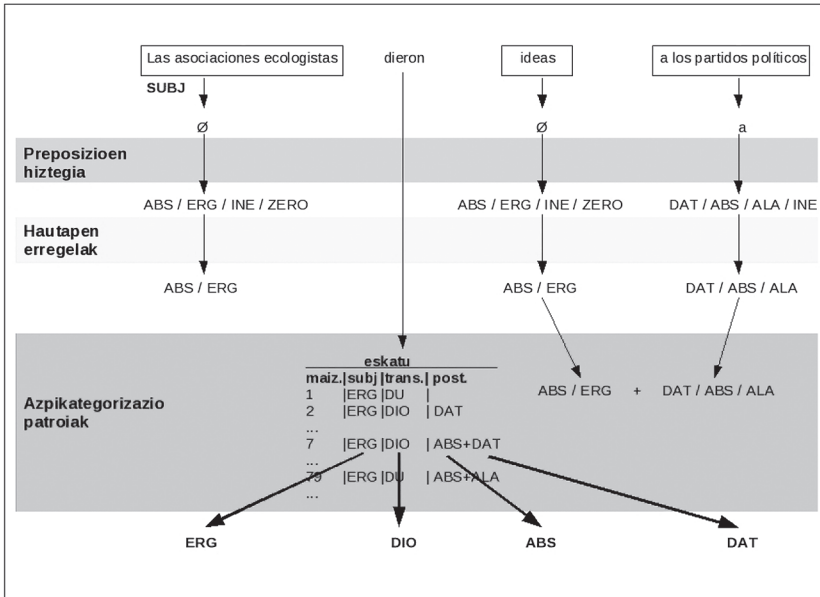 Las asociaciones ecologistas dieron ideas a los partidos políticos
SUBJ
Ø Ø a
Preposizioen
hiztegia
ABS / ERG / INE / ZERO ABS / ERG / INE / ZERO DAT / ABS / ALA / INE
Hautapen
erregelak
ABS / ERG ABS / ERG DAT / ABS / ALA
eskatu
maiz.|subj |trans.| post.
1 |ERG |DU |
2 |ERG |DIO | DAT
...
7 |ERG |DIO | ABS+DAT
...
79 |ERG |DU | ABS+ALA
...
ABS / ERG + DAT / ABS / ALA
Azpikategorizazio
patroiak
ERG DIO ABS DAT